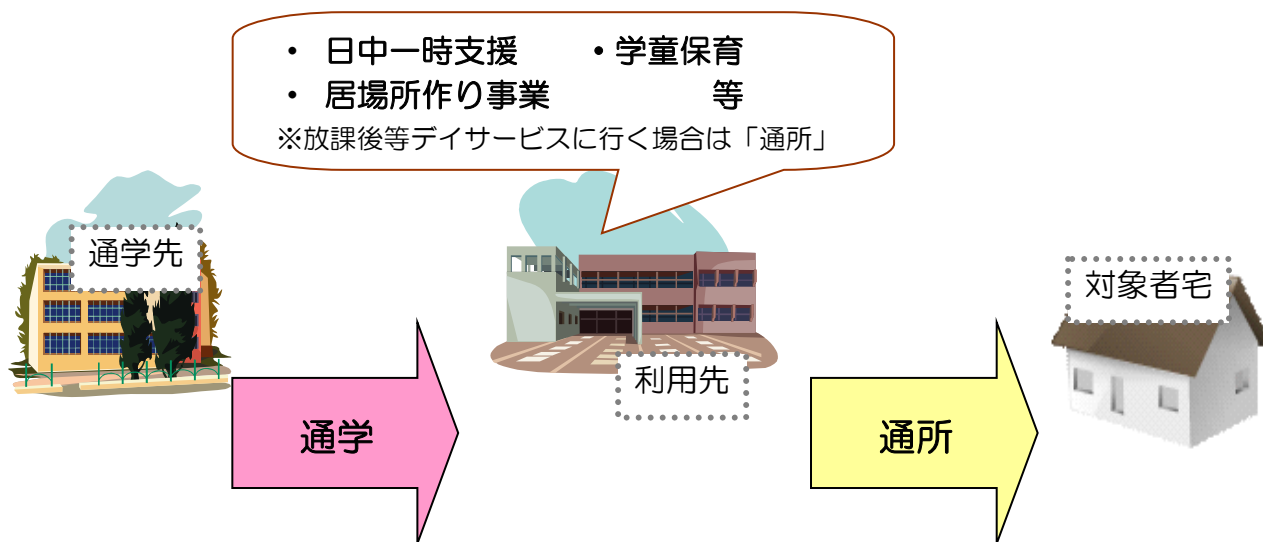 ・ 日中一時支援　・学童保育
・ 居場所作り事業　等
※放課後等デイサービスに行く場合は「通所」
通学先
対象者宅
利用先
通学
通所